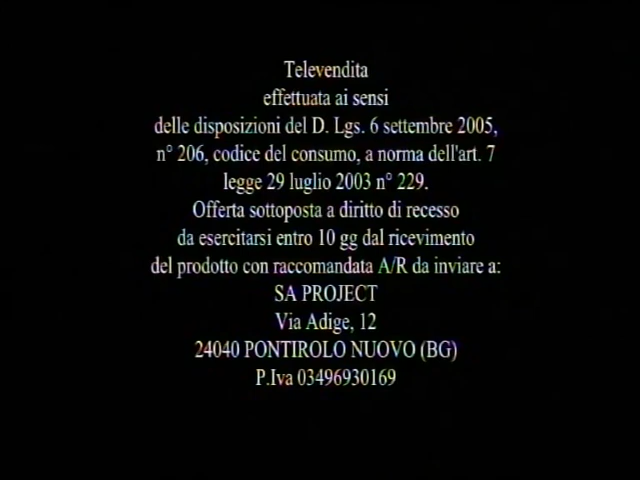 Televendita
effettuata ai sensi
delle disposizioni del D. Lgs. 6 settembre 2005,
n° 206, codice del consumo, a norma dell'art. 7
legge 29 luglio 2003 n° 229.
Offerta sottoposta a diritto di recesso
da esercitarsi entro 10 gg dal ricevimento
del prodotto con raccomandata A/R da inviare a:
SA PROJECT
Via Adige, 12
24040 PONTIROLO NUOVO (BG)
P.Iva 03496930169